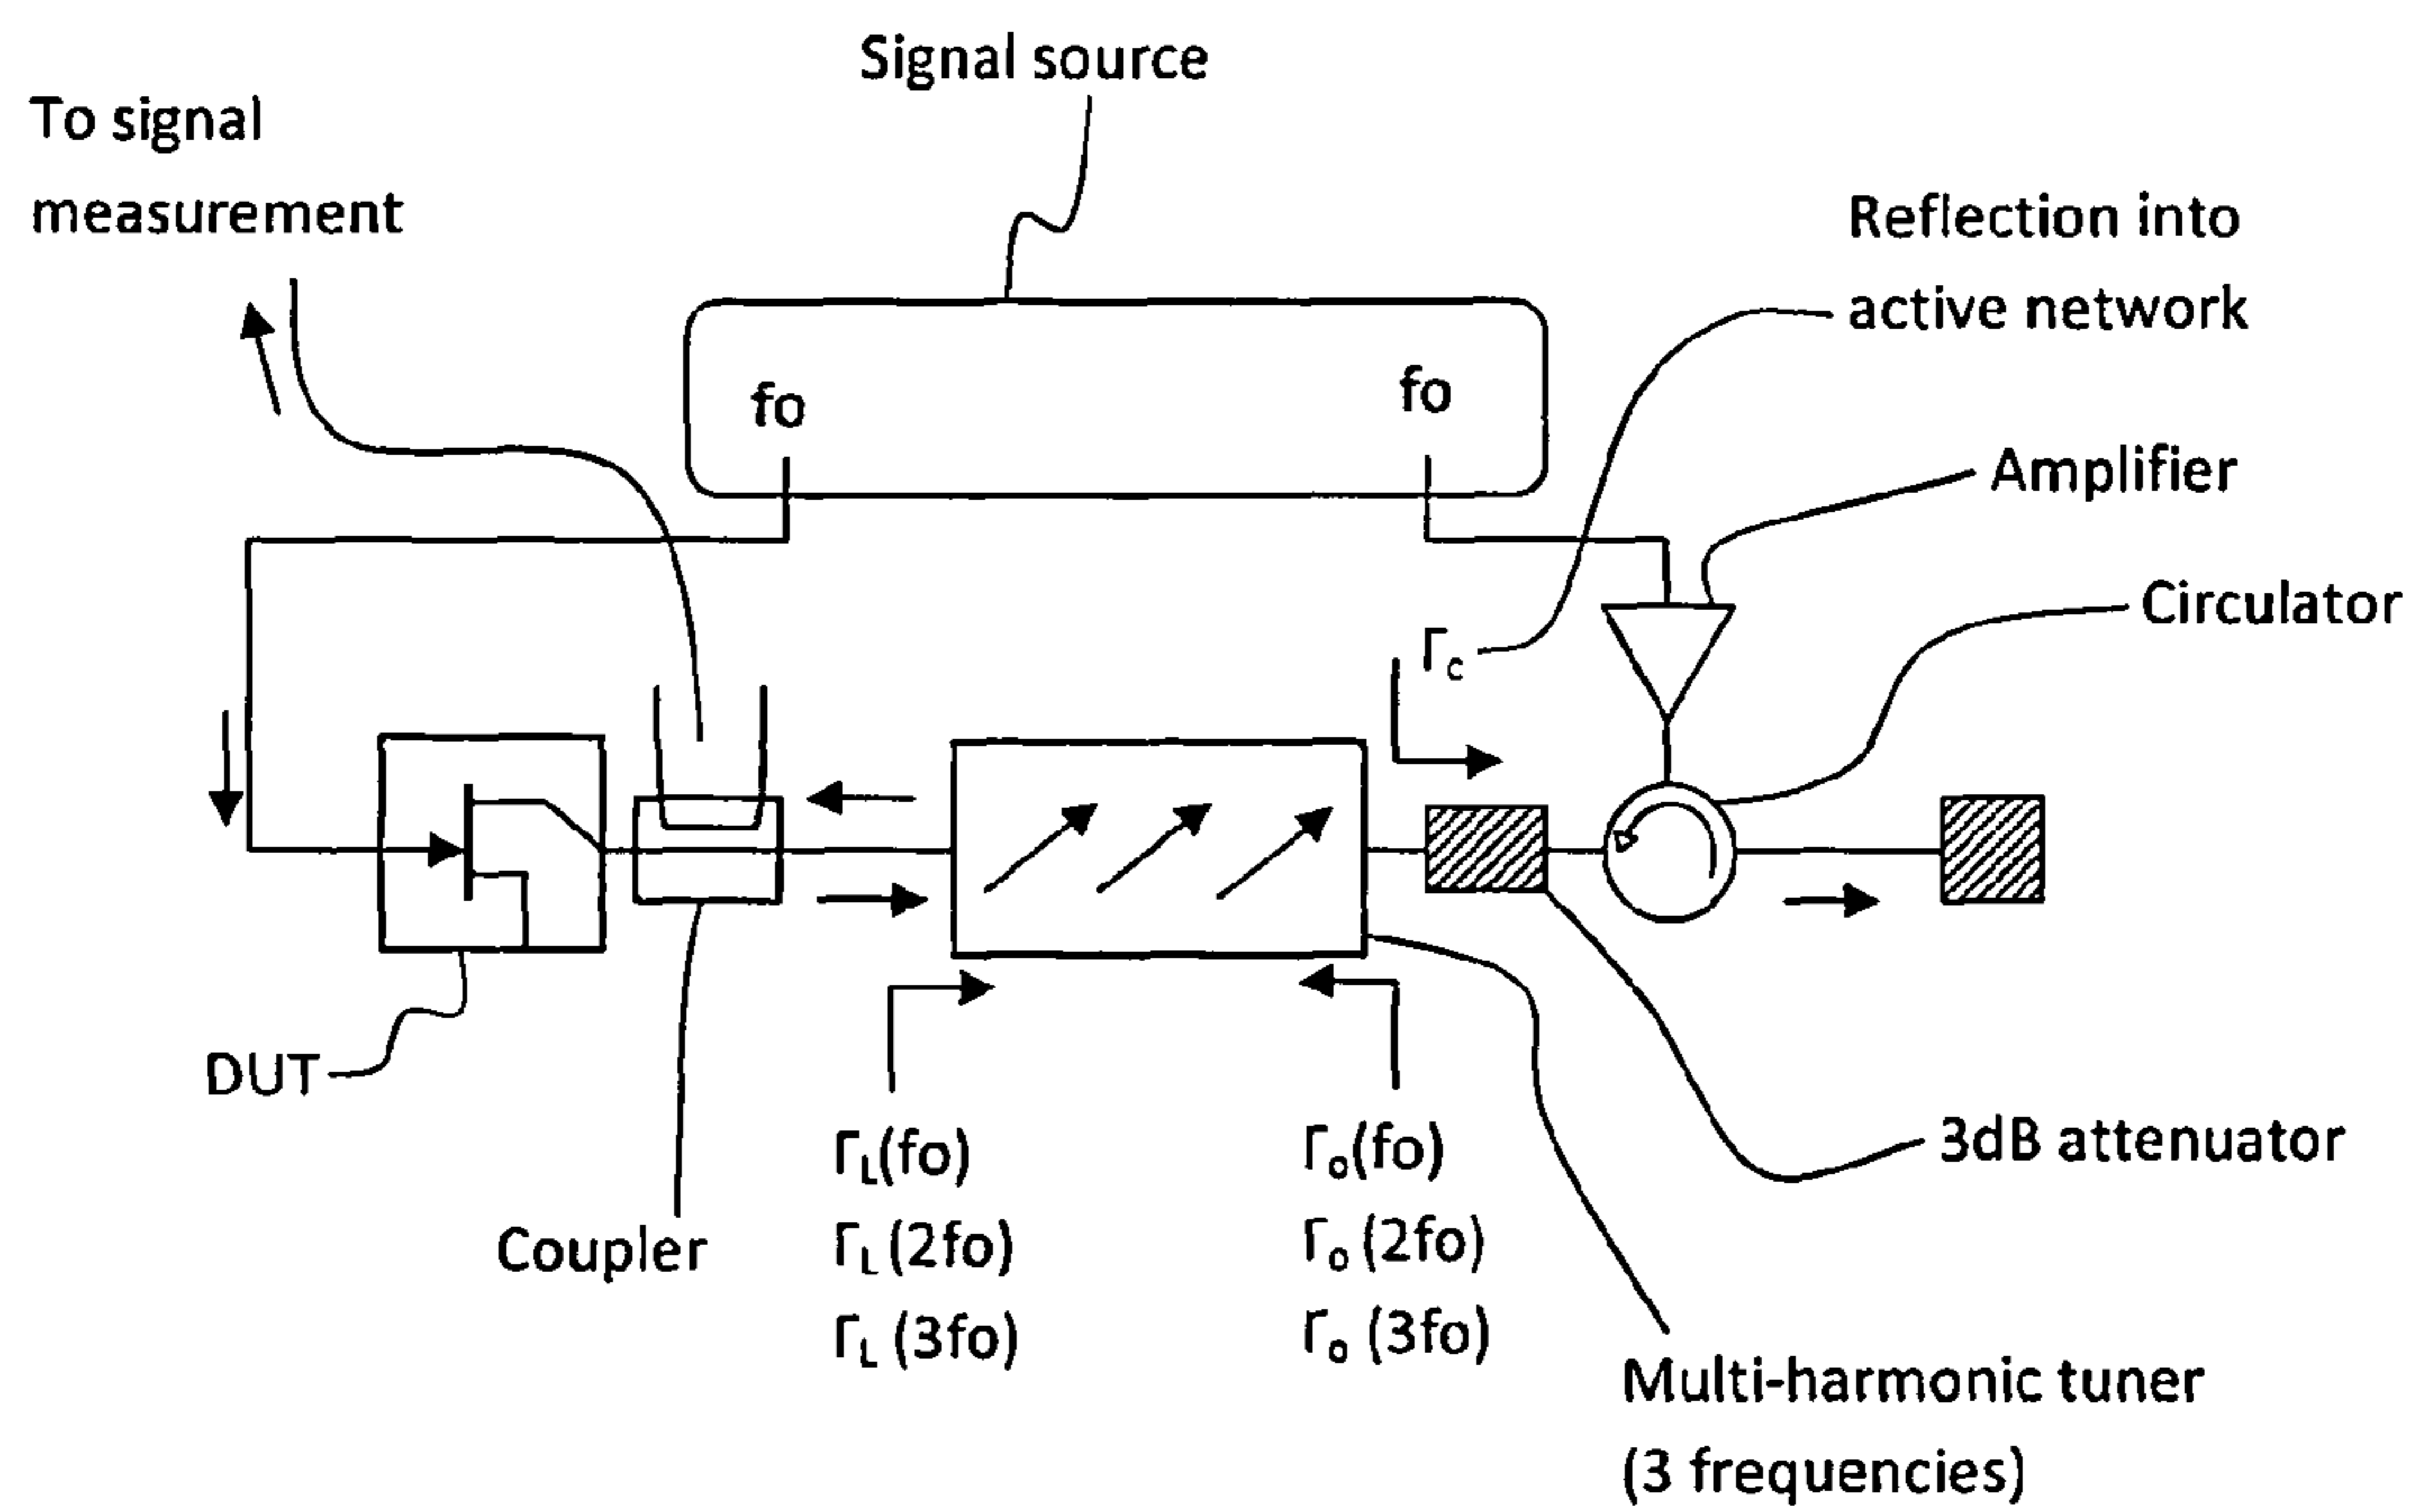 Signal source
To signal
measurement
Reflection into
active network
fo
fo
Amplifier
Circulator
Γc
DUT
Coupler
ΓL(fo)
ΓL (2fo)
ΓL (3fo)
Γo(fo)
Γo (2fo)
Γo (3fo)
3dB attenuator
Multi-harmonic tuner
(3 frequencies)